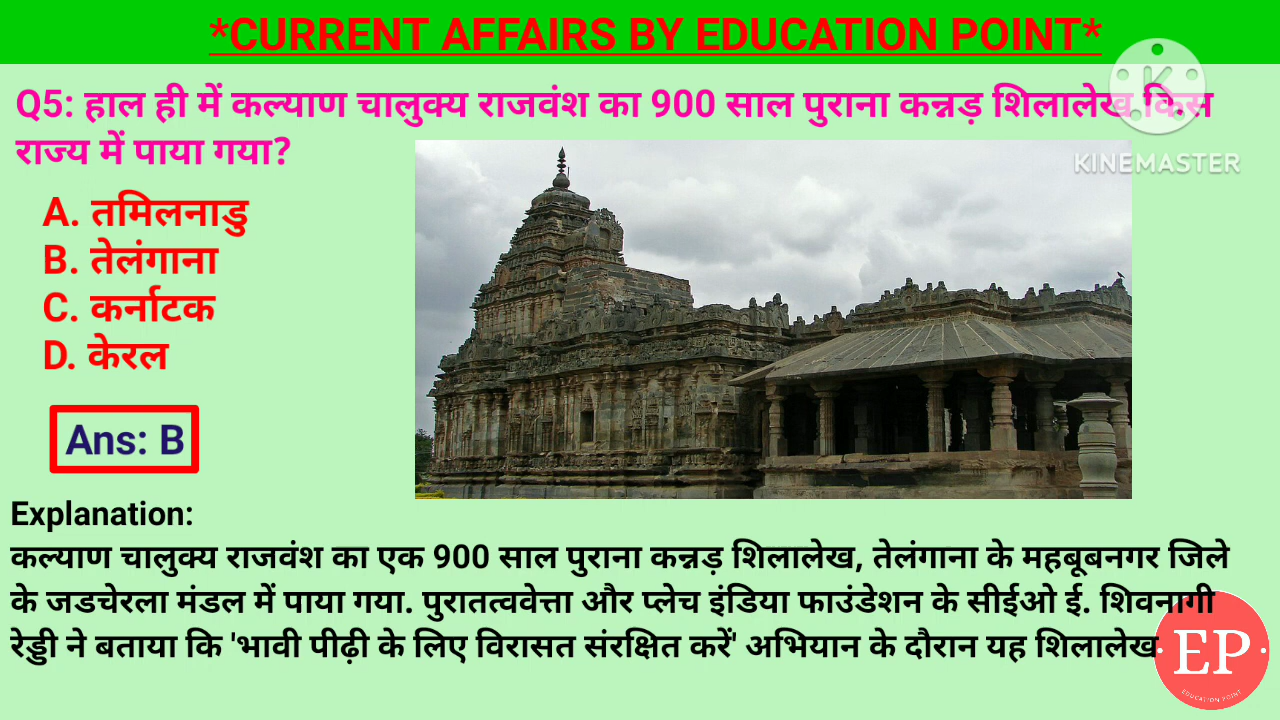 *CURRENT AFFAIRS BY EDUCATION POINT*
Q5: हाल ही में कल्याण चालुक्य राजवंश का 900 साल पुराना कन्नड़ शिलालेख किस
राज्य में पाया गया?
K
KINEMASTER
A. तमिलनाडु
B. तेलंगाना
C. कर्नाटक
D. केरल
Ans: B
Explanation:
कल्याण चालुक्य राजवंश का एक 900 साल पुराना कन्नड़ शिलालेख, तेलंगाना के महबूबनगर जिले
के जडचेरला मंडल में पाया गया. पुरातत्ववेत्ता और प्लेच इंडिया फाउंडेशन के सीईओ ई. शिवनागी
रेड्डी ने बताया कि 'भावी पीढ़ी के लिए विरासत संरक्षित करें' अभियान के दौरान यह शिलालेख
EP
EDUCATION POINT